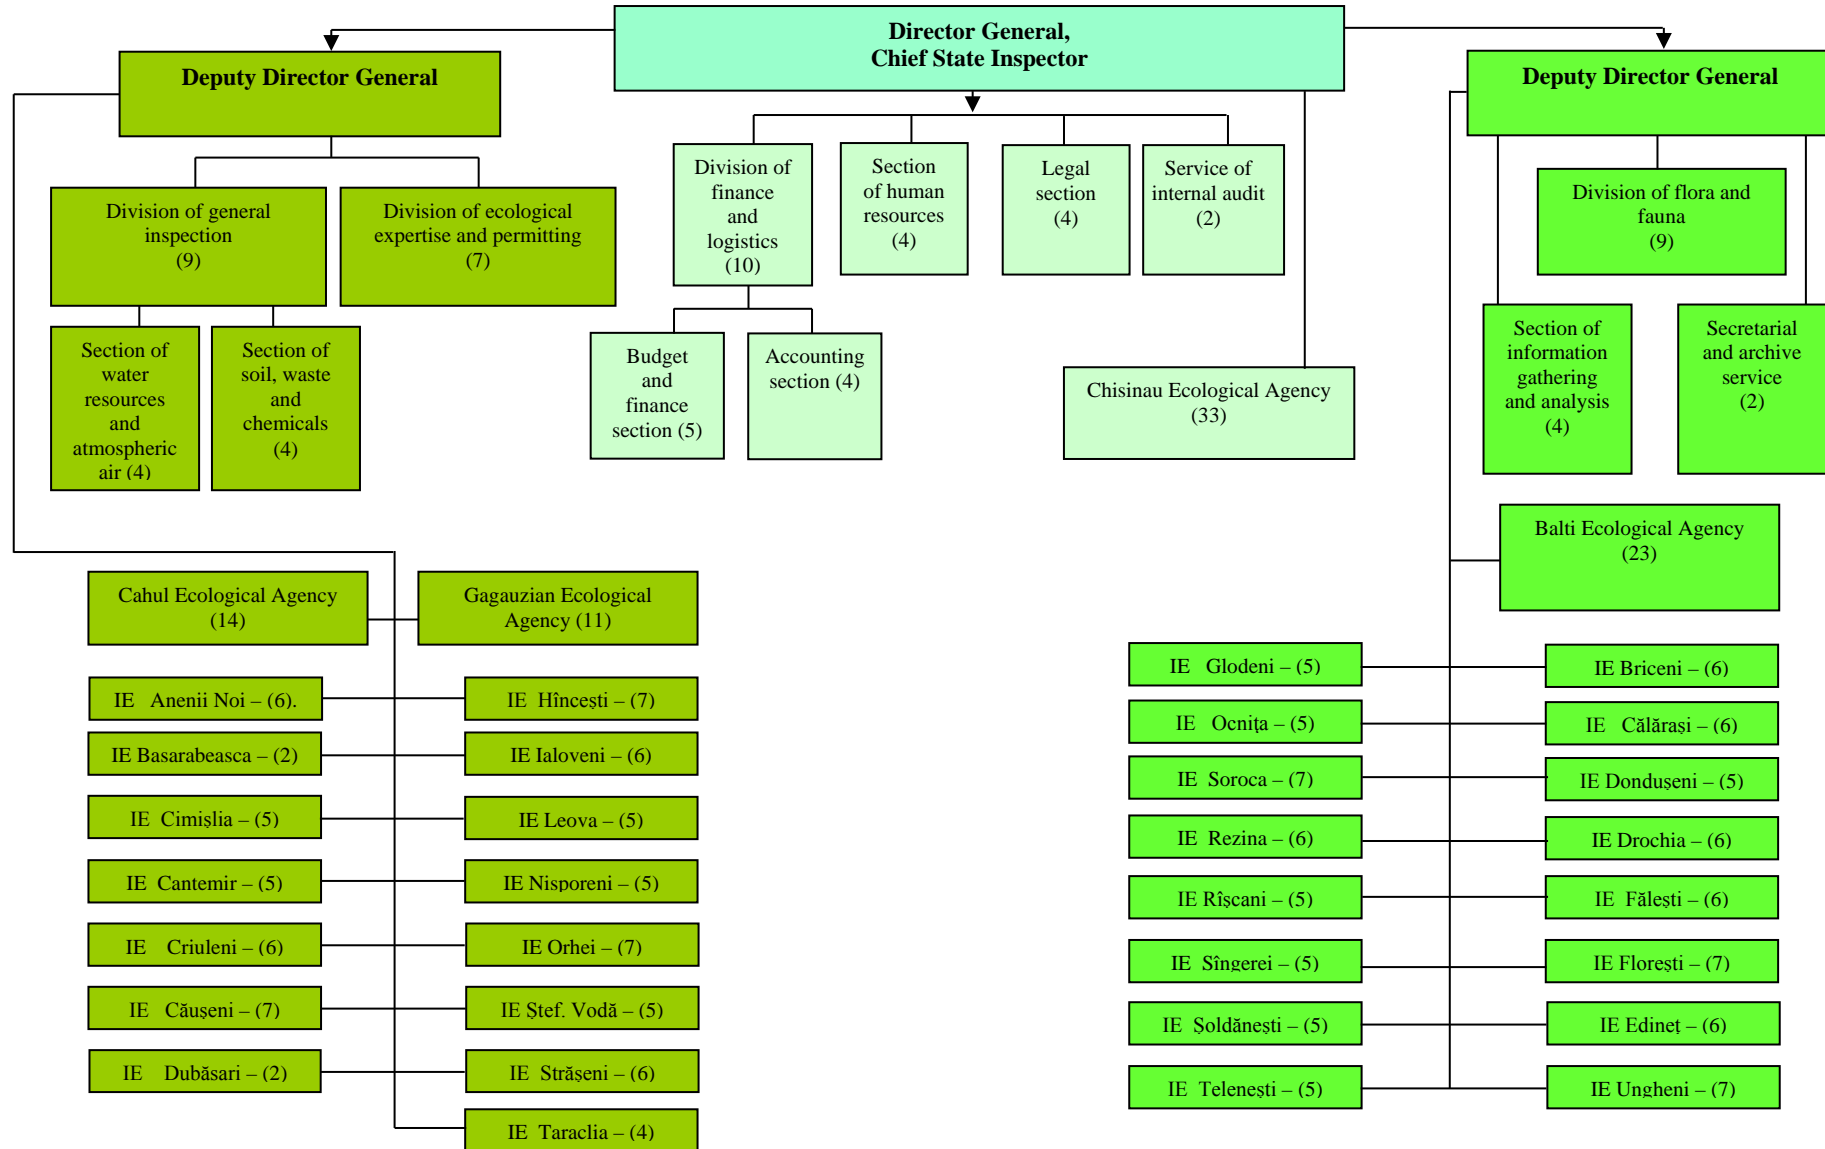 Director General,
Chief State Inspector
Deputy Director General
Deputy Director General
Division of general
inspection
(9)
Division of ecological
expertise and permitting
(7)
Section of
water
resources
and
atmospheric
air (4)
Section of
soil, waste
and
chemicals
(4)
Division of
finance
and
logistics
(10)
Section
of human
resources
(4)
Legal
section
(4)
Service of
internal audit
(2)
Budget
and
finance
section (5)
Accounting
section (4)
Chisinau Ecological Agency
(33)
Division of flora and
fauna
(9)
Section of
information
gathering
and analysis
(4)
Secretarial
and archive
service
(2)
Balti Ecological Agency
(23)
Cahul Ecological Agency
(14)
Gagauzian Ecological
Agency (11)
IE Anenii Noi – (6).
IE Hîncești – (7)
IE Basarabeasca – (2)
IE Ialoveni – (6)
IE Cimișlia – (5)
IE Leova – (5)
IE Cantemir – (5)
IE Nisporeni – (5)
IE Criuleni – (6)
IE Orhei – (7)
IE Căușeni – (7)
IE Ștef. Vodă – (5)
IE Dubăsari – (2)
IE Strășeni – (6)
IE Taraclia – (4)
IE Glodeni – (5)
IE Briceni – (6)
IE Ocnița – (5)
IE Călărași – (6)
IE Soroca – (7)
IE Dondușeni – (5)
IE Rezina – (6)
IE Drochia – (6)
IE Rîșcani – (5)
IE Fălești – (6)
IE Sîngerei – (5)
IE Florești – (7)
IE Șoldănești – (5)
IE Edineț – (6)
IE Telenești – (5)
IE Ungheni – (7)